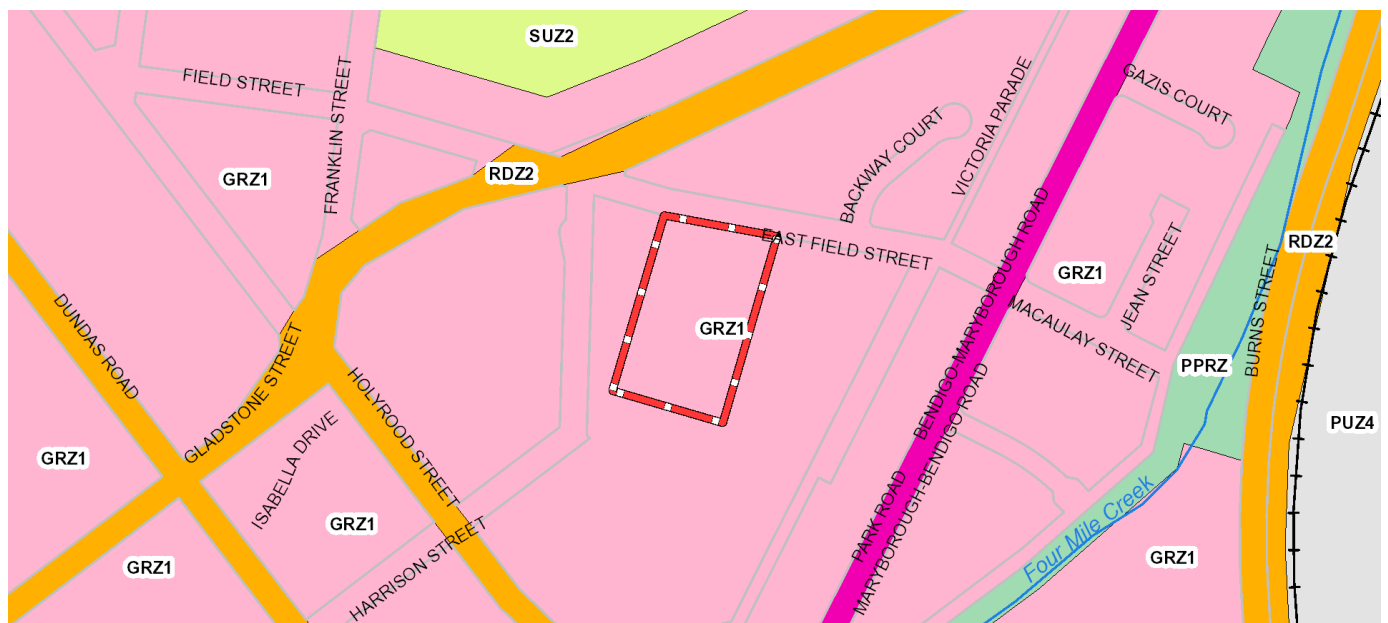 SUZ2
FIELD STREET
FRANKLIN STREET
GRZ1
RDZ2
BACKWAY COURT
VICTORIA PARADE
GAZIS COURT
EAST FIELD STREET
BENDIGO-MARYBOROUGH ROAD
GRZ1
JEAN STREET
RDZ2
BURNS STREET
MACAULAY STREET
DUNDAS ROAD
GLADSTONE STREET
GRZ1
PPRZ
HOLYROOD STREET
PUZ4
GRZ1
ISABELLA DRIVE
GRZ1
PARK ROAD
MARYBOROUGH-BENDIGO ROAD
Four Mile Creek
GRZ1
HARRISON STREET
GRZ1